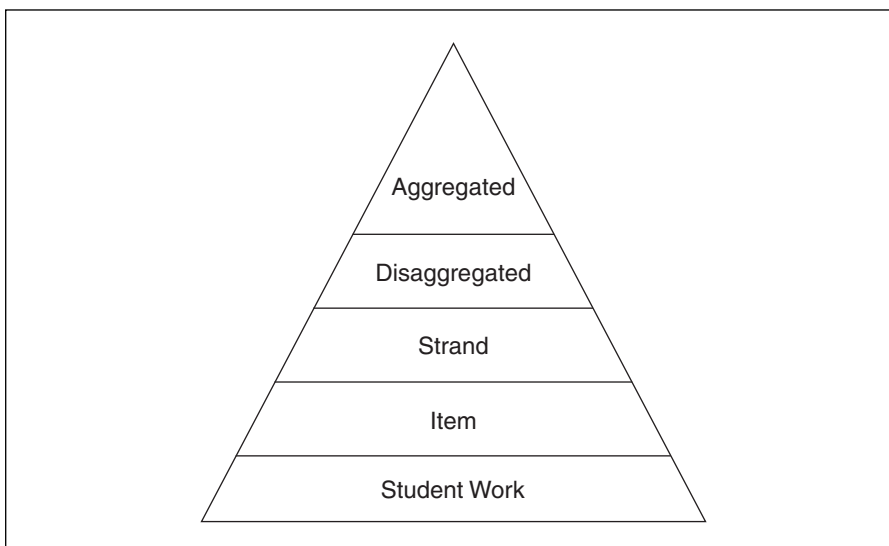 Aggregated
Disaggregated
Strand
Item
Student Work